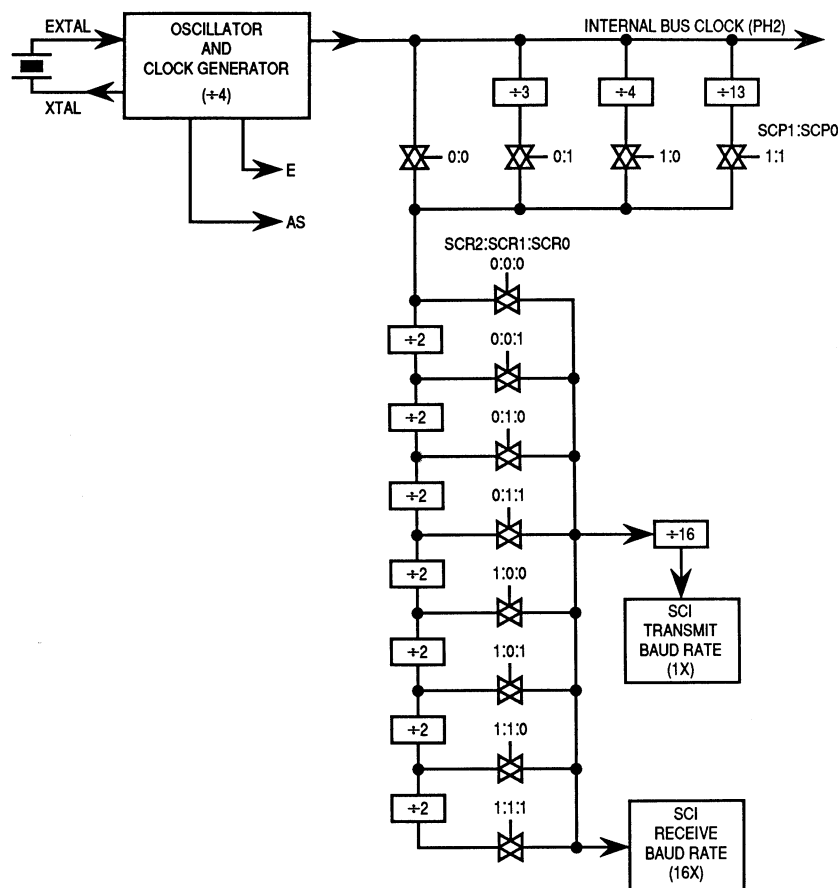 EXTAL
XTAL
OSCILLATOR
AND
CLOCK GENERATOR
(÷4)
INTERNAL BUS CLOCK (PH2)
÷3
÷4
÷13
SCP1:SCP0
0:0
0:1
1:0
1:1
E
AS
SCR2:SCR1:SCR0
0:0:0
÷2
0:0:1
÷2
0:1:0
÷2
0:1:1
÷16
÷2
1:0:0
SCI
TRANSMIT
BAUD RATE
(1X)
÷2
1:0:1
÷2
1:1:0
÷2
1:1:1
SCI
RECEIVE
BAUD RATE
(16X)